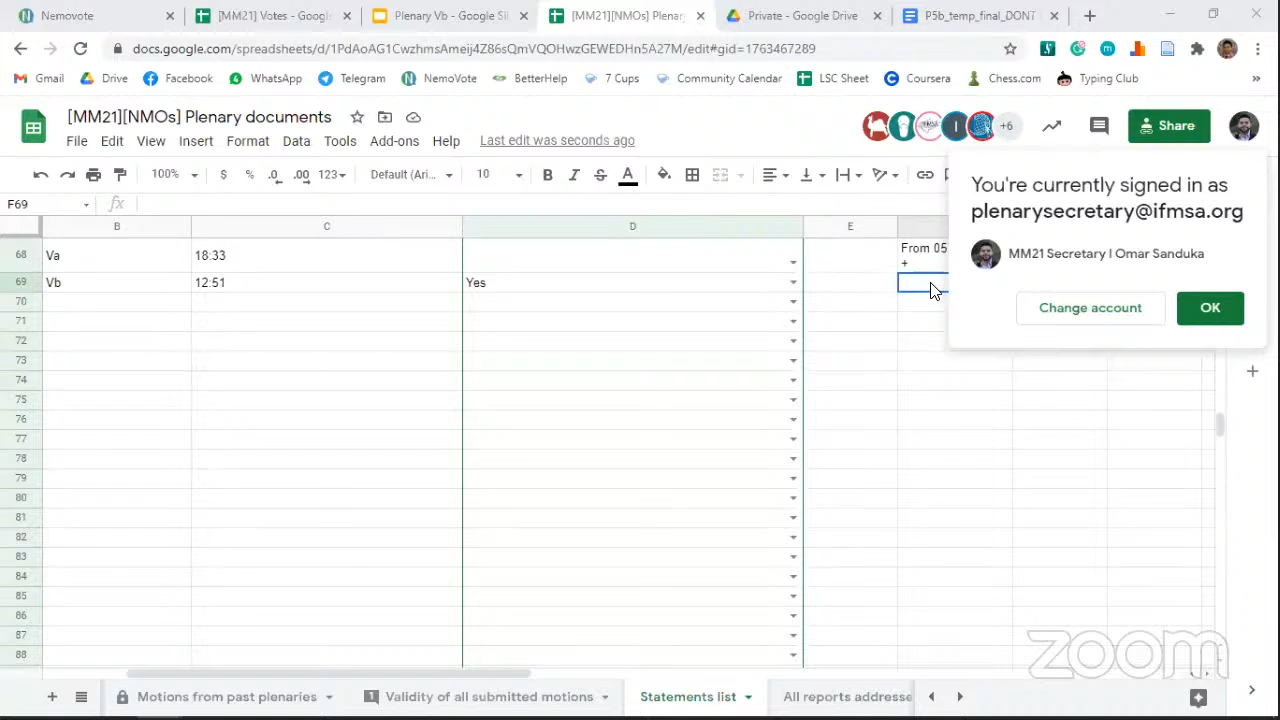 Nemovote
[MM21] Votes - Googl
Plenary Vb - Google Sli
[MM21][NMOs] Plenary
Private - Google Drive
P5b_temp_final_DONT
docs.google.com/spreadsheets/d/1PdAoAG1CwzhmsAmeij4Z86sQmVQOHwzGEWEDHn5A27M/edit#gid=1763467289
Gmail
Drive
Facebook
WhatsApp
Telegram
NemoVote
BetterHelp
7 Cups
Community Calendar
LSC Sheet
Coursera
Chess.com
Typing Club
»
[MM21][NMOs] Plenary documents
+6
Share
File Edit View Insert Format Data Tools Add-ons Help Last edit was seconds ago
100% $ % .0 .00 123 Default (Ari... 10 B I S A
F69 fx
You're currently signed in as
plenarysecretary@ifmsa.org
MM21 Secretary I Omar Sanduka
Change account OK
B C D E
68 Va 18:33 From 05
+
69 Vb 12:51 Yes
70
71
72
73
74
75
76
77
78
79
80
81
82
83
84
85
86
87
88
zoom
+ Motions from past plenaries 1 Validity of all submitted motions Statements list All reports addresse